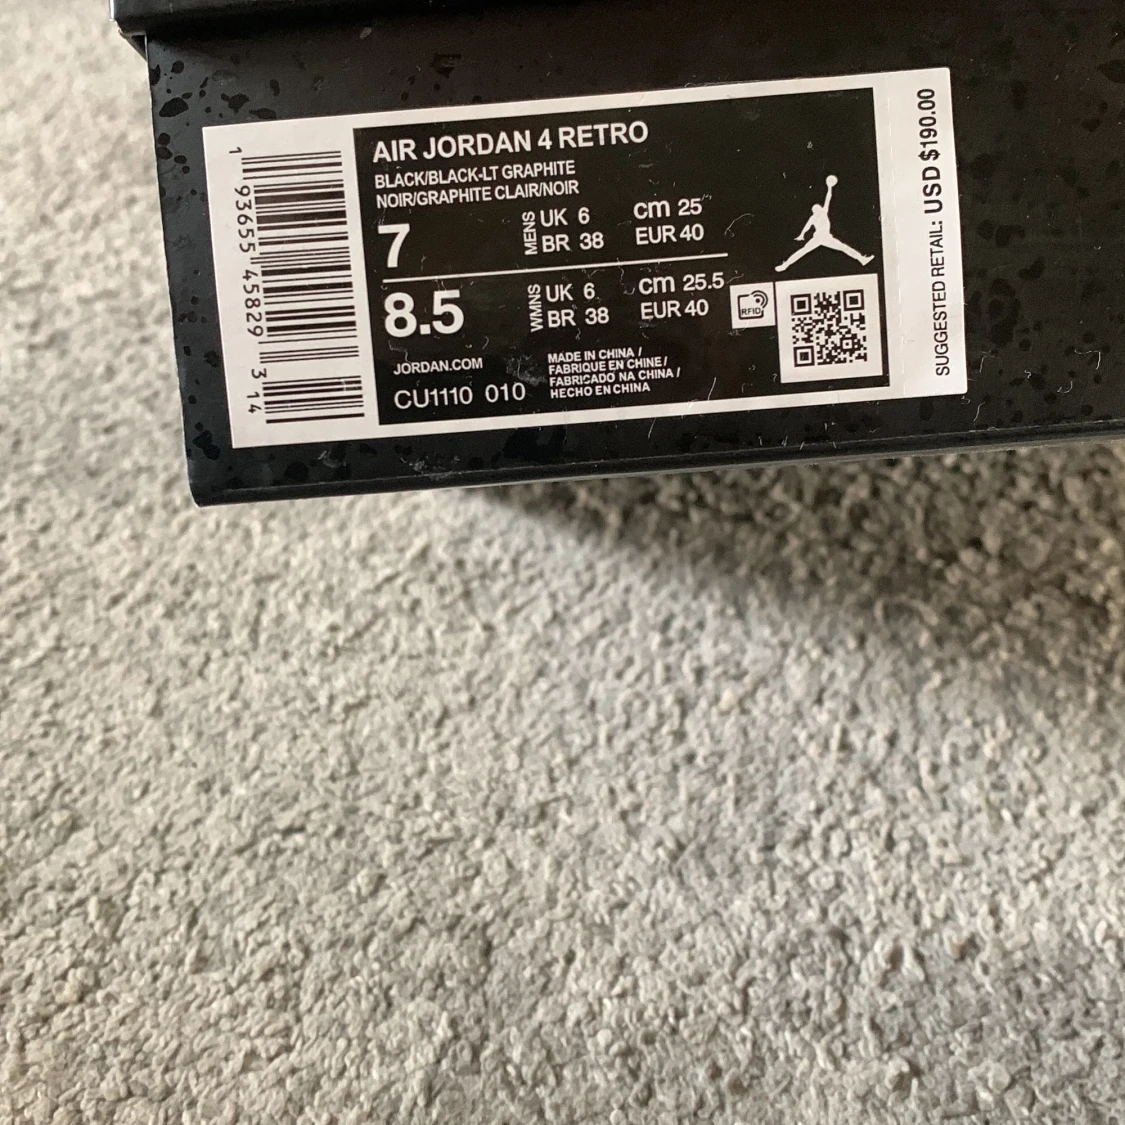 AIR JORDAN 4 RETRO
BLACK/BLACK-LT GRAPHITE
NOIR/GRAPHITE CLAIR/NOIR
7 MENS UK 6 cm 25
BR 38 EUR 40
8.5 WMNS UK 6 cm 25.5
BR 38 EUR 40
RFID
JORDAN.COM
CU1110 010
MADE IN CHINA /
FABRIQUE EN CHINE /
FABRICADO NA CHINA /
HECHO EN CHINA
1 93655 45829 3 14
SUGGESTED RETAIL: USD $190.00